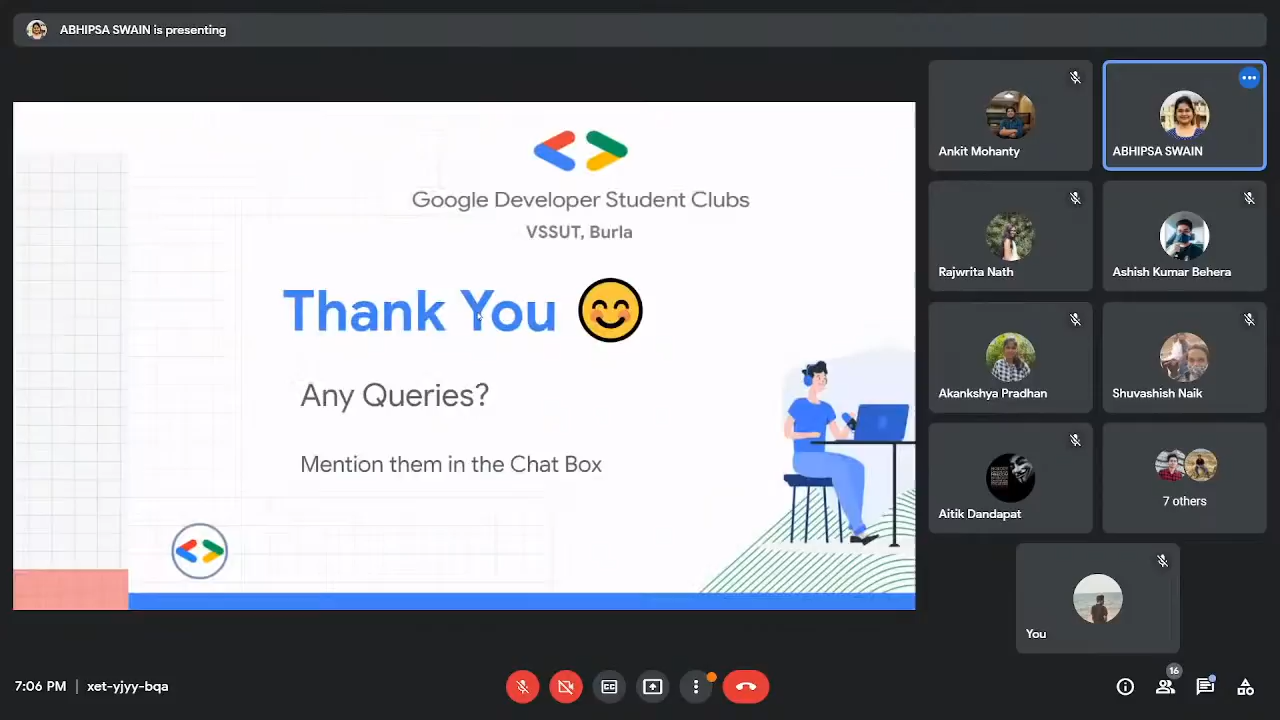 ABHIPSA SWAIN is presenting
Google Developer Student Clubs
VSSUT, Burla
Thank You
Any Queries?
Mention them in the Chat Box
Ankit Mohanty
ABHIPSA SWAIN
Rajwrita Nath
Ashish Kumar Behera
Akankshya Pradhan
Shuvashish Naik
Aitik Dandapat
7 others
You
7:06 PM | xet-yjyy-bqa
CC
16